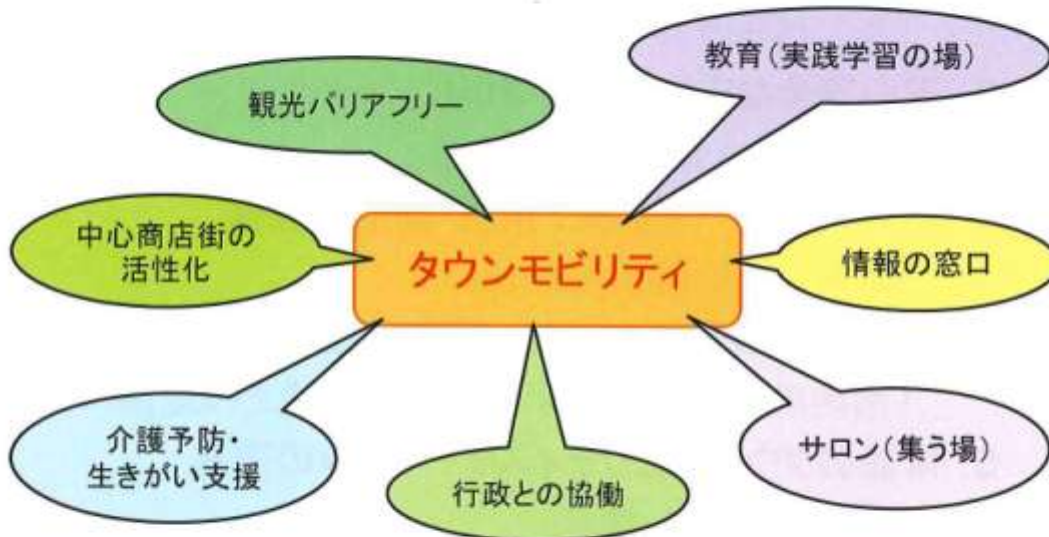 教育（実践学習の場）
観光バリアフリー
中心商店街の
活性化
タウンモビリティ
情報の窓口
介護予防・
生きがい支援
行政との協働
サロン（集う場）